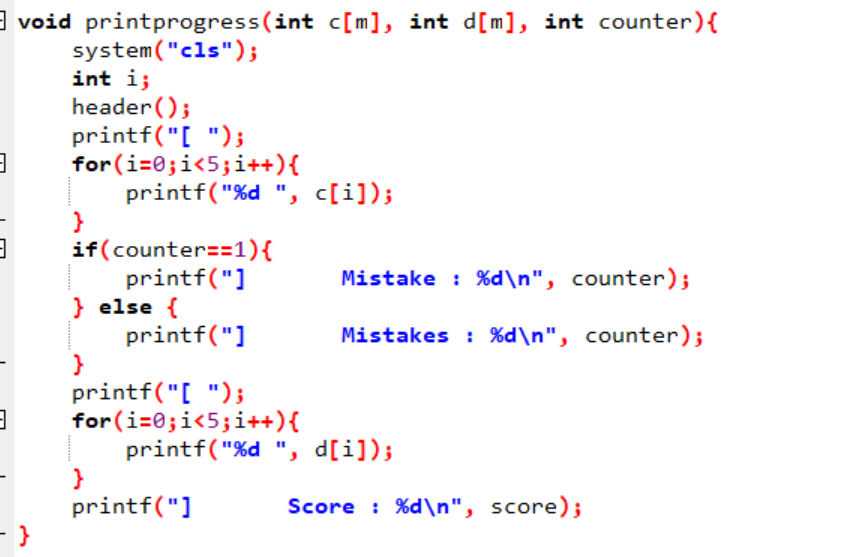 void printprogress(int c[m], int d[m], int counter){
    system("cls");
    int i;
    header();
    printf("[ ");
    for(i=0;i<5;i++){
        printf("%d ", c[i]);
    }
    if(counter==1){
        printf("]       Mistake : %d\n", counter);
    } else {
        printf("]       Mistakes : %d\n", counter);
    }
    printf("[ ");
    for(i=0;i<5;i++){
        printf("%d ", d[i]);
    }
    printf("]       Score : %d\n", score);
}